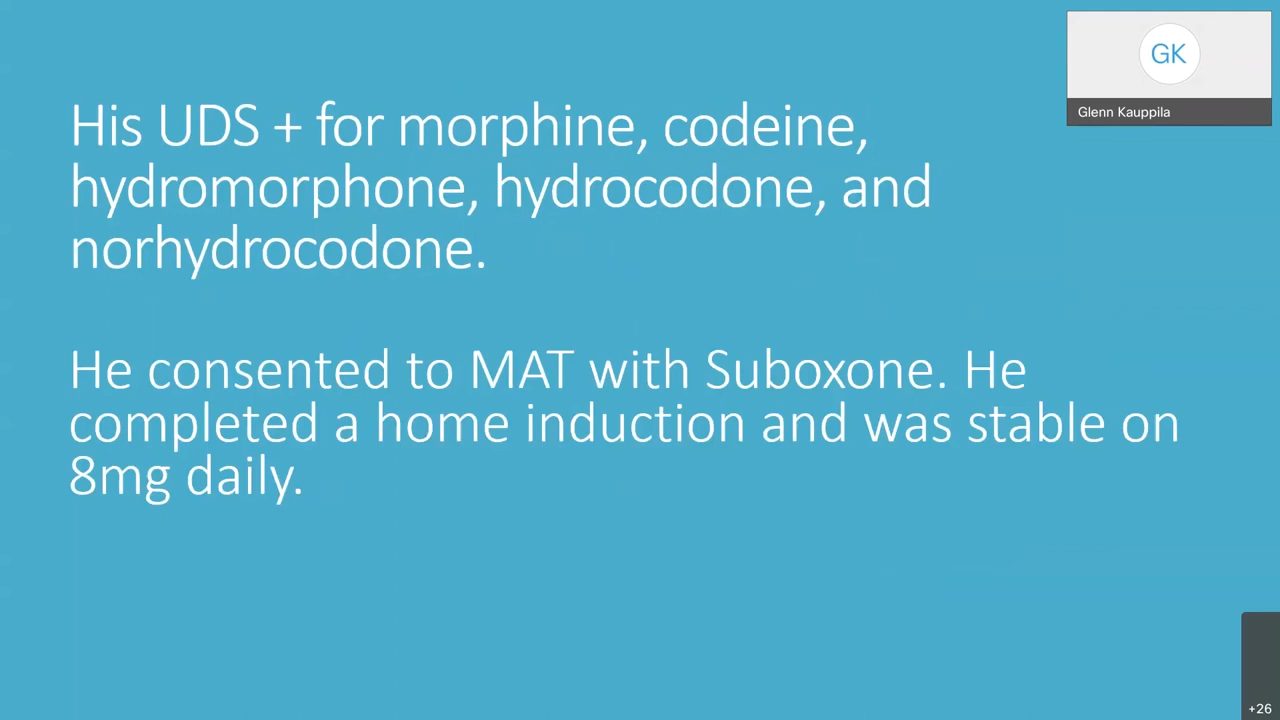 GK
Glenn Kauppila
His UDS + for morphine, codeine,
hydromorphone, hydrocodone, and
norhydrocodone.
He consented to MAT with Suboxone. He
completed a home induction and was stable on
8mg daily.
+26